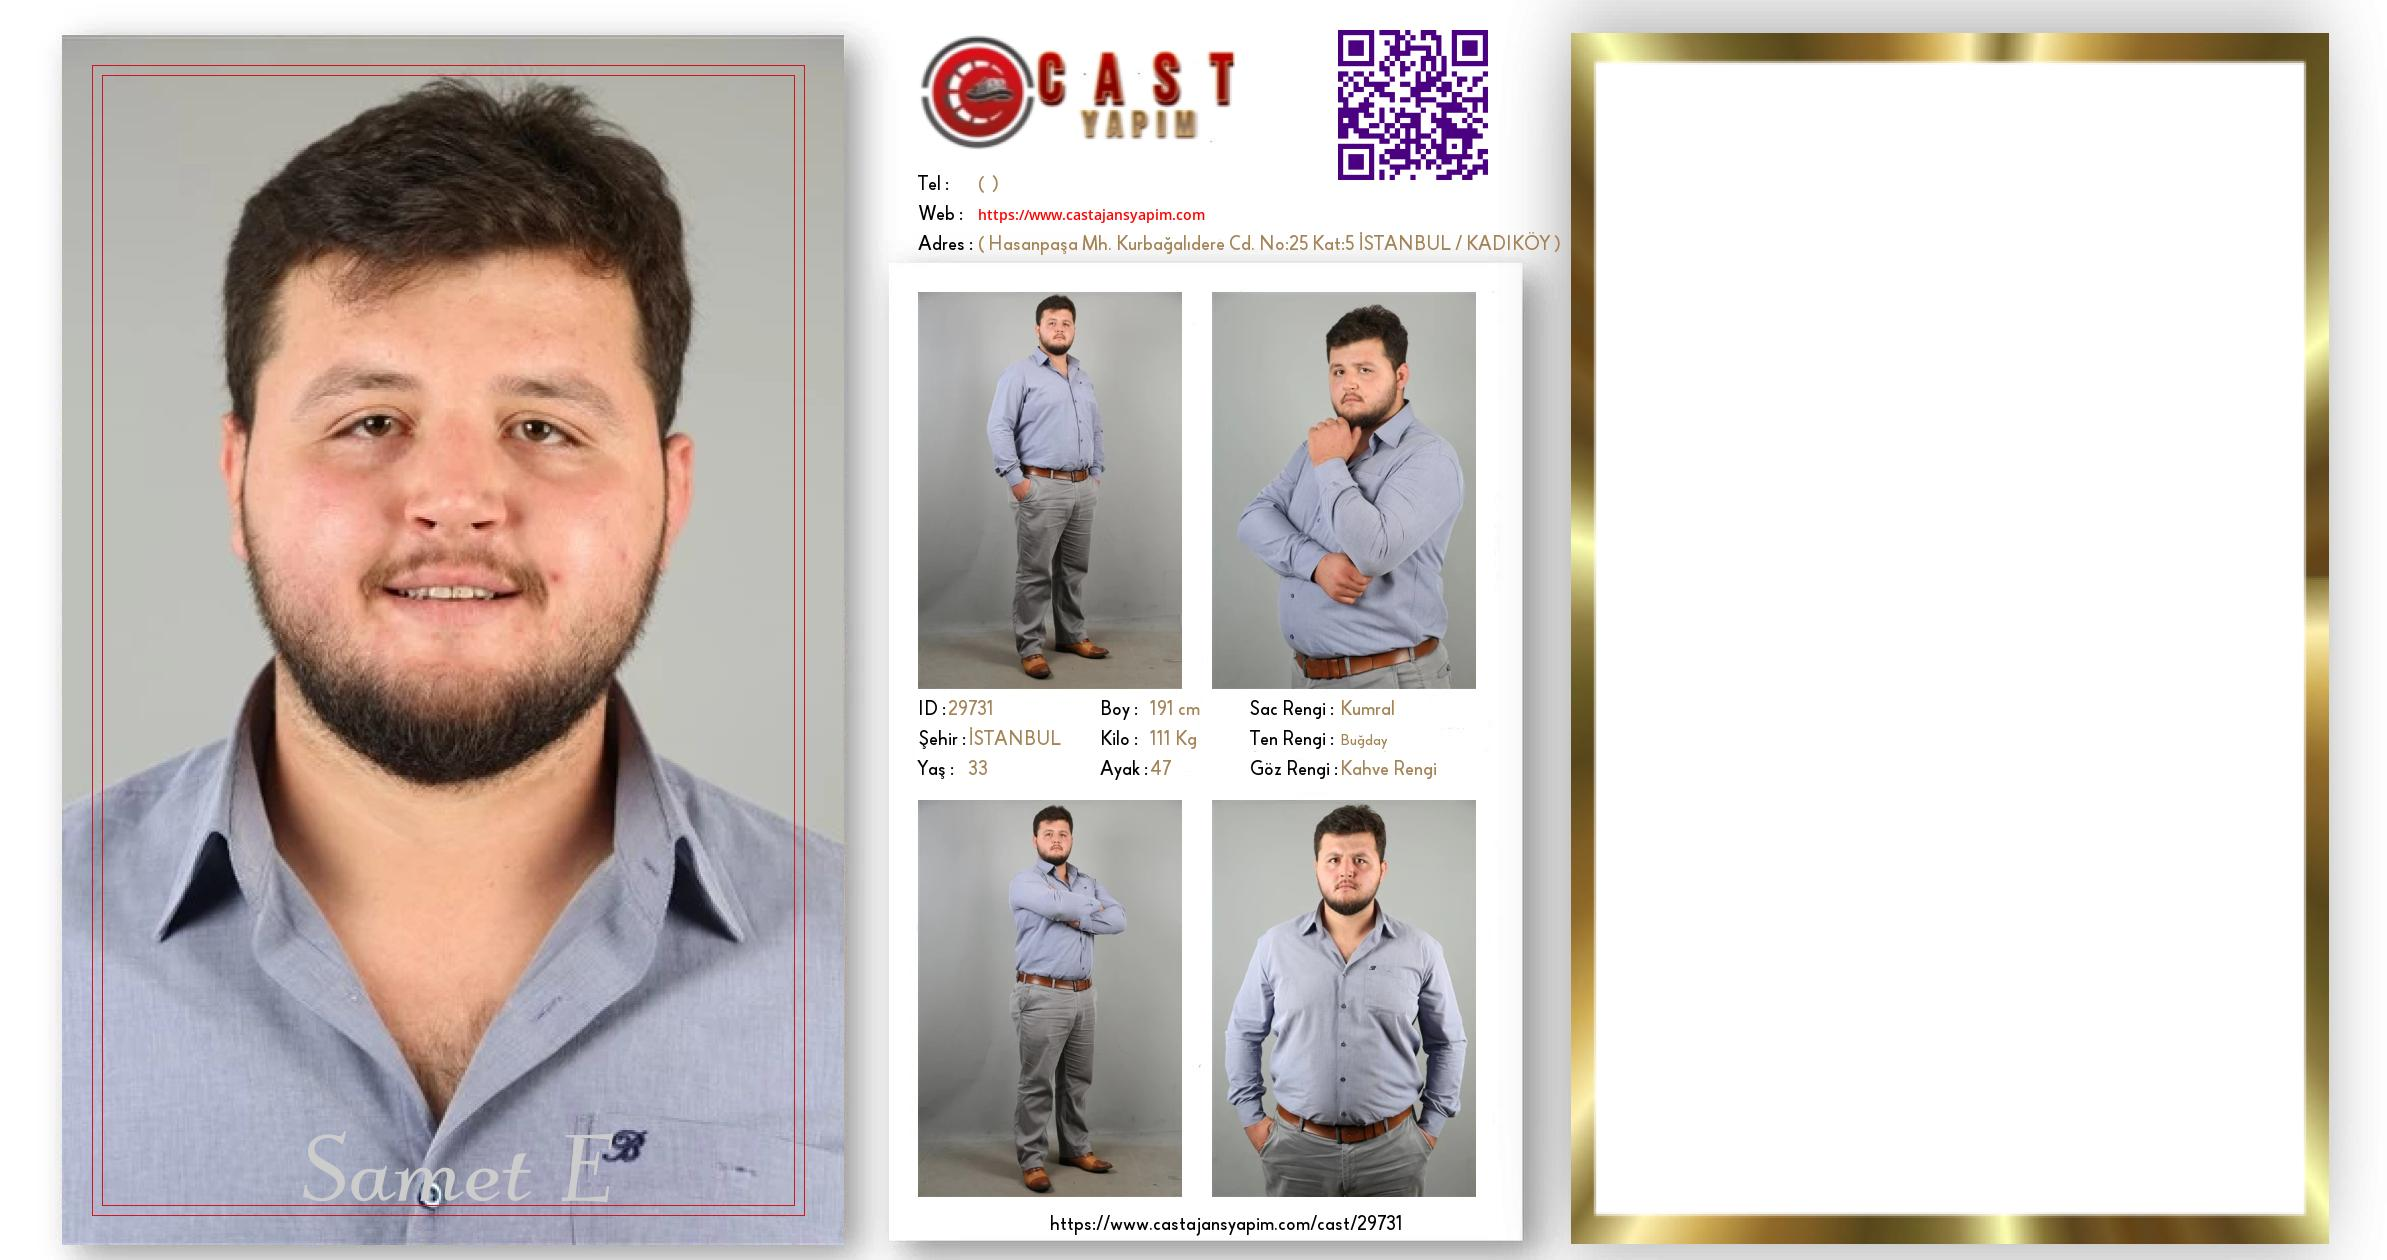 Samet E
B
CAST
YAPIM
Tel : ( )
Web : https://www.castajansyapim.com
Adres : ( Hasanpaşa Mh. Kurbağalıdere Cd. No:25 Kat:5 İSTANBUL / KADIKÖY )
ID : 29731 Boy : 191 cm Sac Rengi : Kumral
Şehir : İSTANBUL Kilo : 111 Kg Ten Rengi : Buğday
Yaş : 33 Ayak : 47 Göz Rengi : Kahve Rengi
https://www.castajansyapim.com/cast/29731